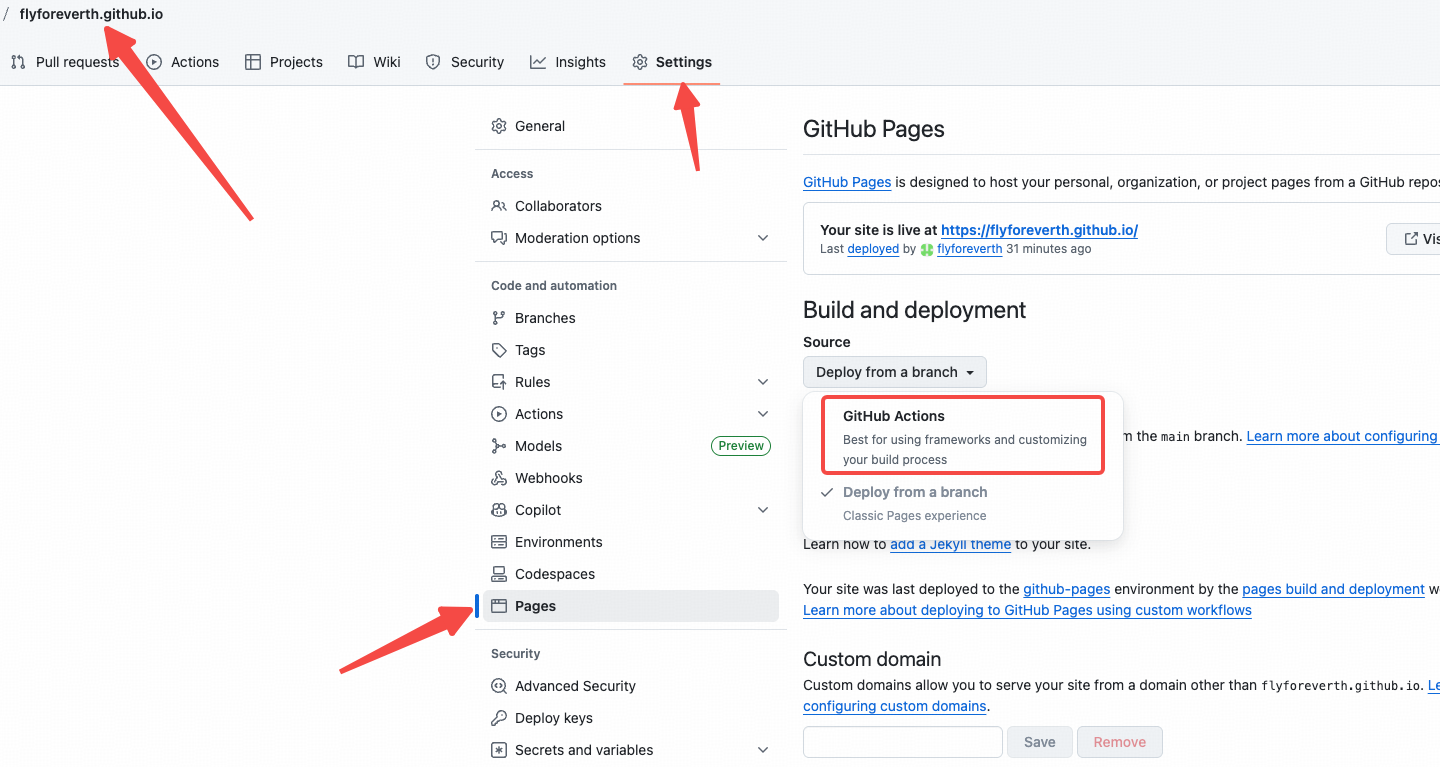 / flyforeverth.github.io
Pull requests Actions Projects Wiki Security Insights Settings
General
Access
Collaborators
Moderation options
Code and automation
Branches
Tags
Rules
Actions
Models Preview
Webhooks
Copilot
Environments
Codespaces
Pages
Security
Advanced Security
Deploy keys
Secrets and variables
GitHub Pages
GitHub Pages is designed to host your personal, organization, or project pages from a GitHub repos
Your site is live at https://flyforeverth.github.io/
Last deployed by flyforeverth 31 minutes ago
Vis
Build and deployment
Source
Deploy from a branch
GitHub Actions
Best for using frameworks and customizing
your build process
m the main branch. Learn more about configuring
Deploy from a branch
Classic Pages experience
Learn how to add a Jekyll theme to your site.
Your site was last deployed to the github-pages environment by the pages build and deployment w
Learn more about deploying to GitHub Pages using custom workflows
Custom domain
Custom domains allow you to serve your site from a domain other than flyforeverth.github.io. Le
configuring custom domains.
Save Remove